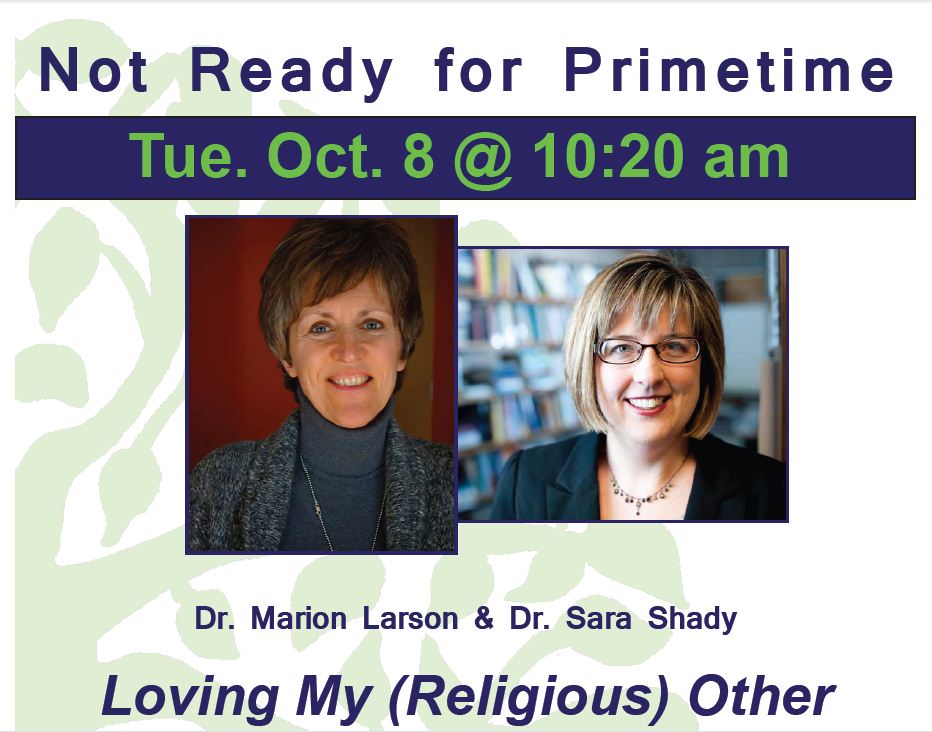 Not Ready for Primetime
Tue. Oct. 8 @ 10:20 am
Dr. Marion Larson & Dr. Sara Shady
Loving My (Religious) Other